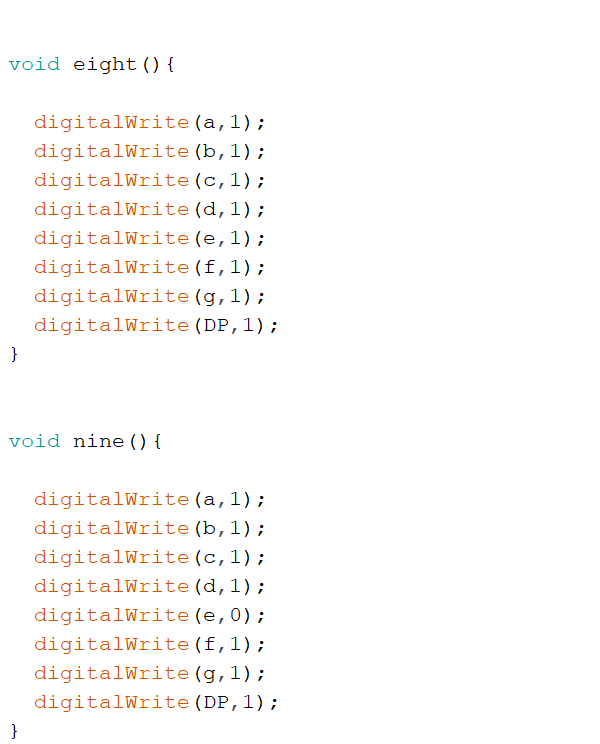 void eight(){
digitalWrite(a,1);
digitalWrite(b,1);
digitalWrite(c,1);
digitalWrite(d,1);
digitalWrite(e,1);
digitalWrite(f,1);
digitalWrite(g,1);
digitalWrite(DP,1);
}
void nine(){
digitalWrite(a,1);
digitalWrite(b,1);
digitalWrite(c,1);
digitalWrite(d,1);
digitalWrite(e,0);
digitalWrite(f,1);
digitalWrite(g,1);
digitalWrite(DP,1);
}